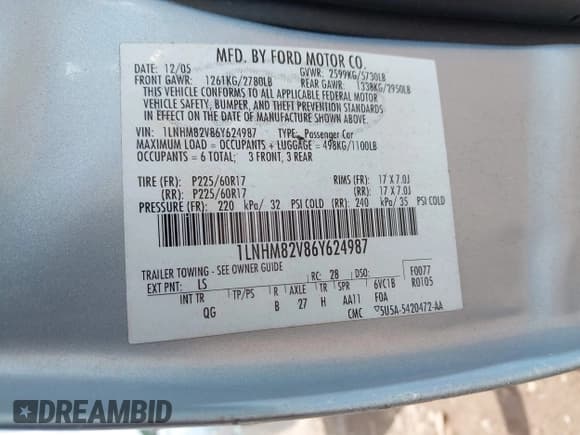 MFD. BY FORD MOTOR CO.
DATE: 12/05 GVWR: 2599KG/5730LB
FRONT GAWR: 1261KG/2780LB REAR GAWR: 1338KG/2950LB
THIS VEHICLE CONFORMS TO ALL APPLICABLE FEDERAL MOTOR
VEHICLE SAFETY, BUMPER, AND THEFT PREVENTION STANDARDS
IN EFFECT ON THE DATE OF MANUFACTURE SHOWN ABOVE.
VIN: 1LNHM82V86Y624987 TYPE: Passenger Car
MAXIMUM LOAD = OCCUPANTS + LUGGAGE = 498KG/1100LB
OCCUPANTS = 6 TOTAL; 3 FRONT, 3 REAR
TIRE (FR): P225/60R17 RIMS (FR): 17 X 7.0J
(RR): P225/60R17 (RR): 17 X 7.0J
PRESSURE (FR): 220 kPa/ 32 PSI COLD (RR): 240 kPa/ 35 PSI COLD
1LNHM82V86Y624987
TRAILER TOWING - SEE OWNER GUIDE
EXT PNT: LS RC: 28 DSO: F0077
INT TR TP/PS R AXLE TR SPR 6VC1B R0105
QG B 27 H AA11 FOA
CMC 5U5A-5420472-AA
DREAMBID